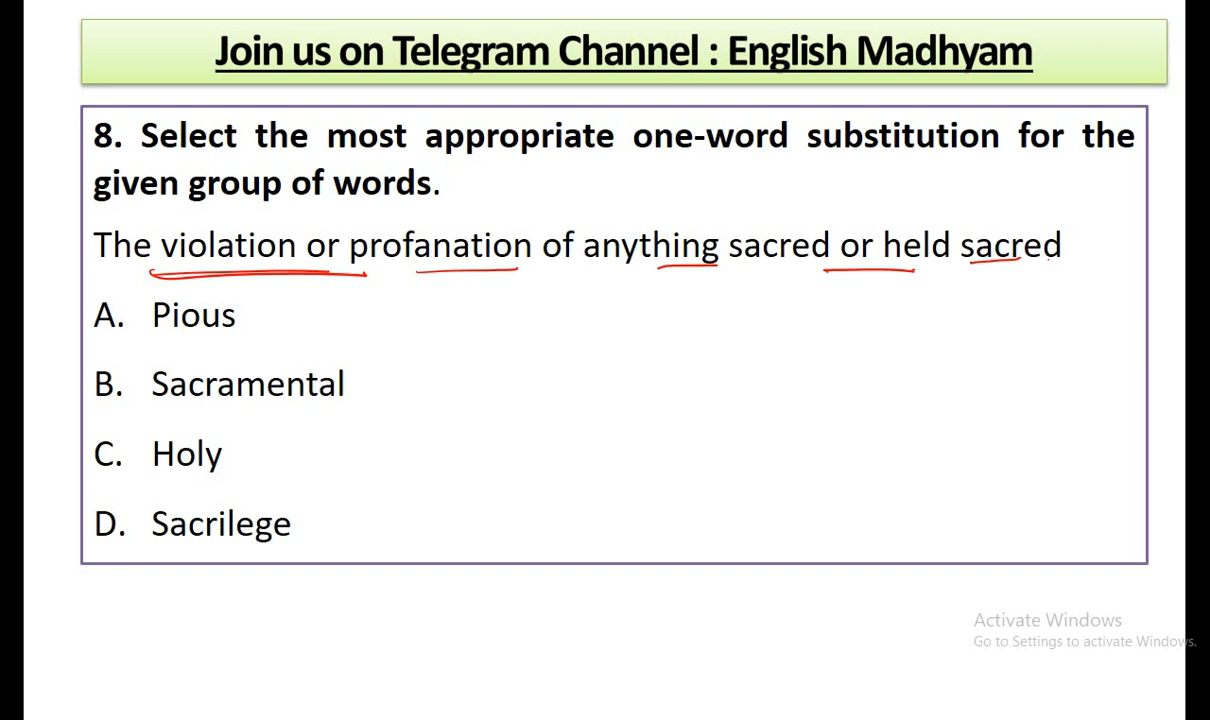 Join us on Telegram Channel : English Madhyam
8. Select the most appropriate one-word substitution for the
given group of words.
The violation or profanation of anything sacred or held sacred
A. Pious
B. Sacramental
C. Holy
D. Sacrilege
Activate Windows
Go to Settings to activate Windows.